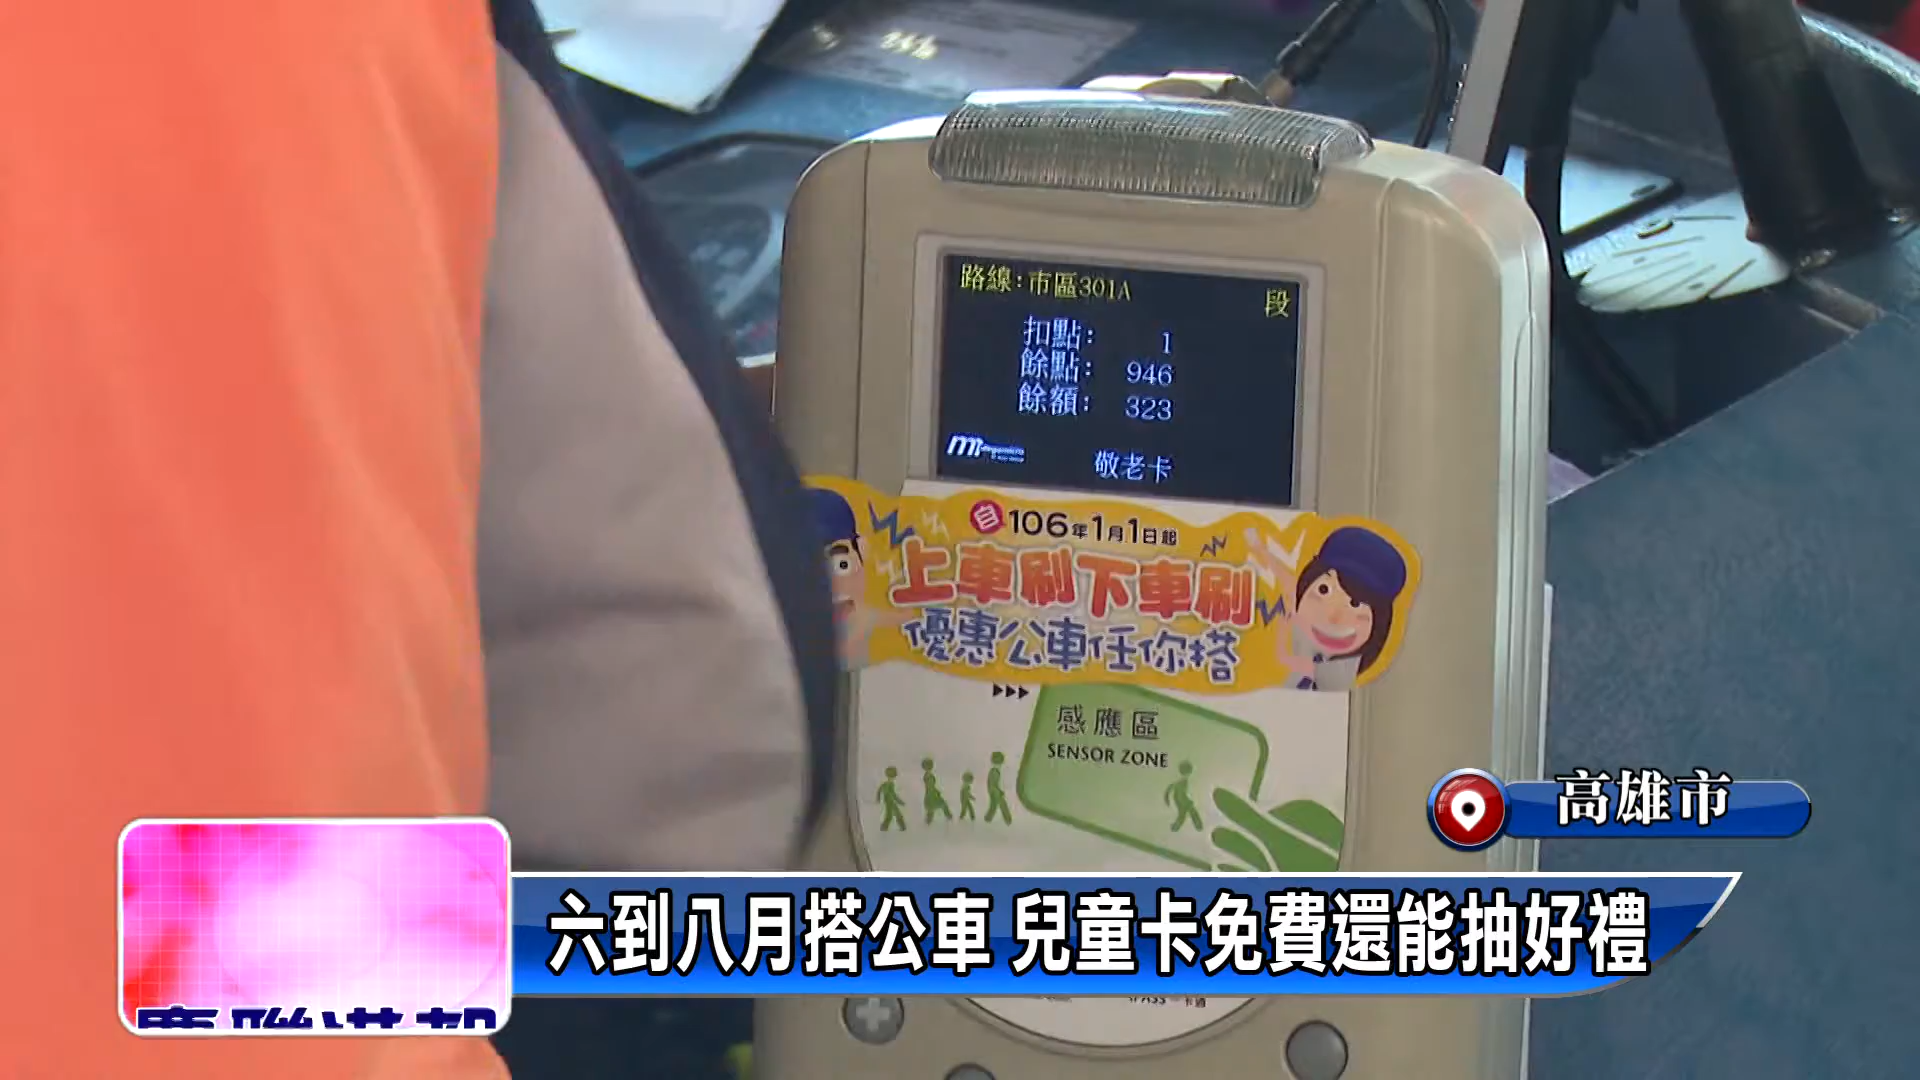 路線:市區301A
段
扣點: 1
餘點: 946
餘額: 323
敬老卡
自106年1月1日起
上車刷下車刷
優惠公車任你搭
感應區
SENSOR ZONE
高雄市
六到八月搭公車 兒童卡免費還能抽好禮